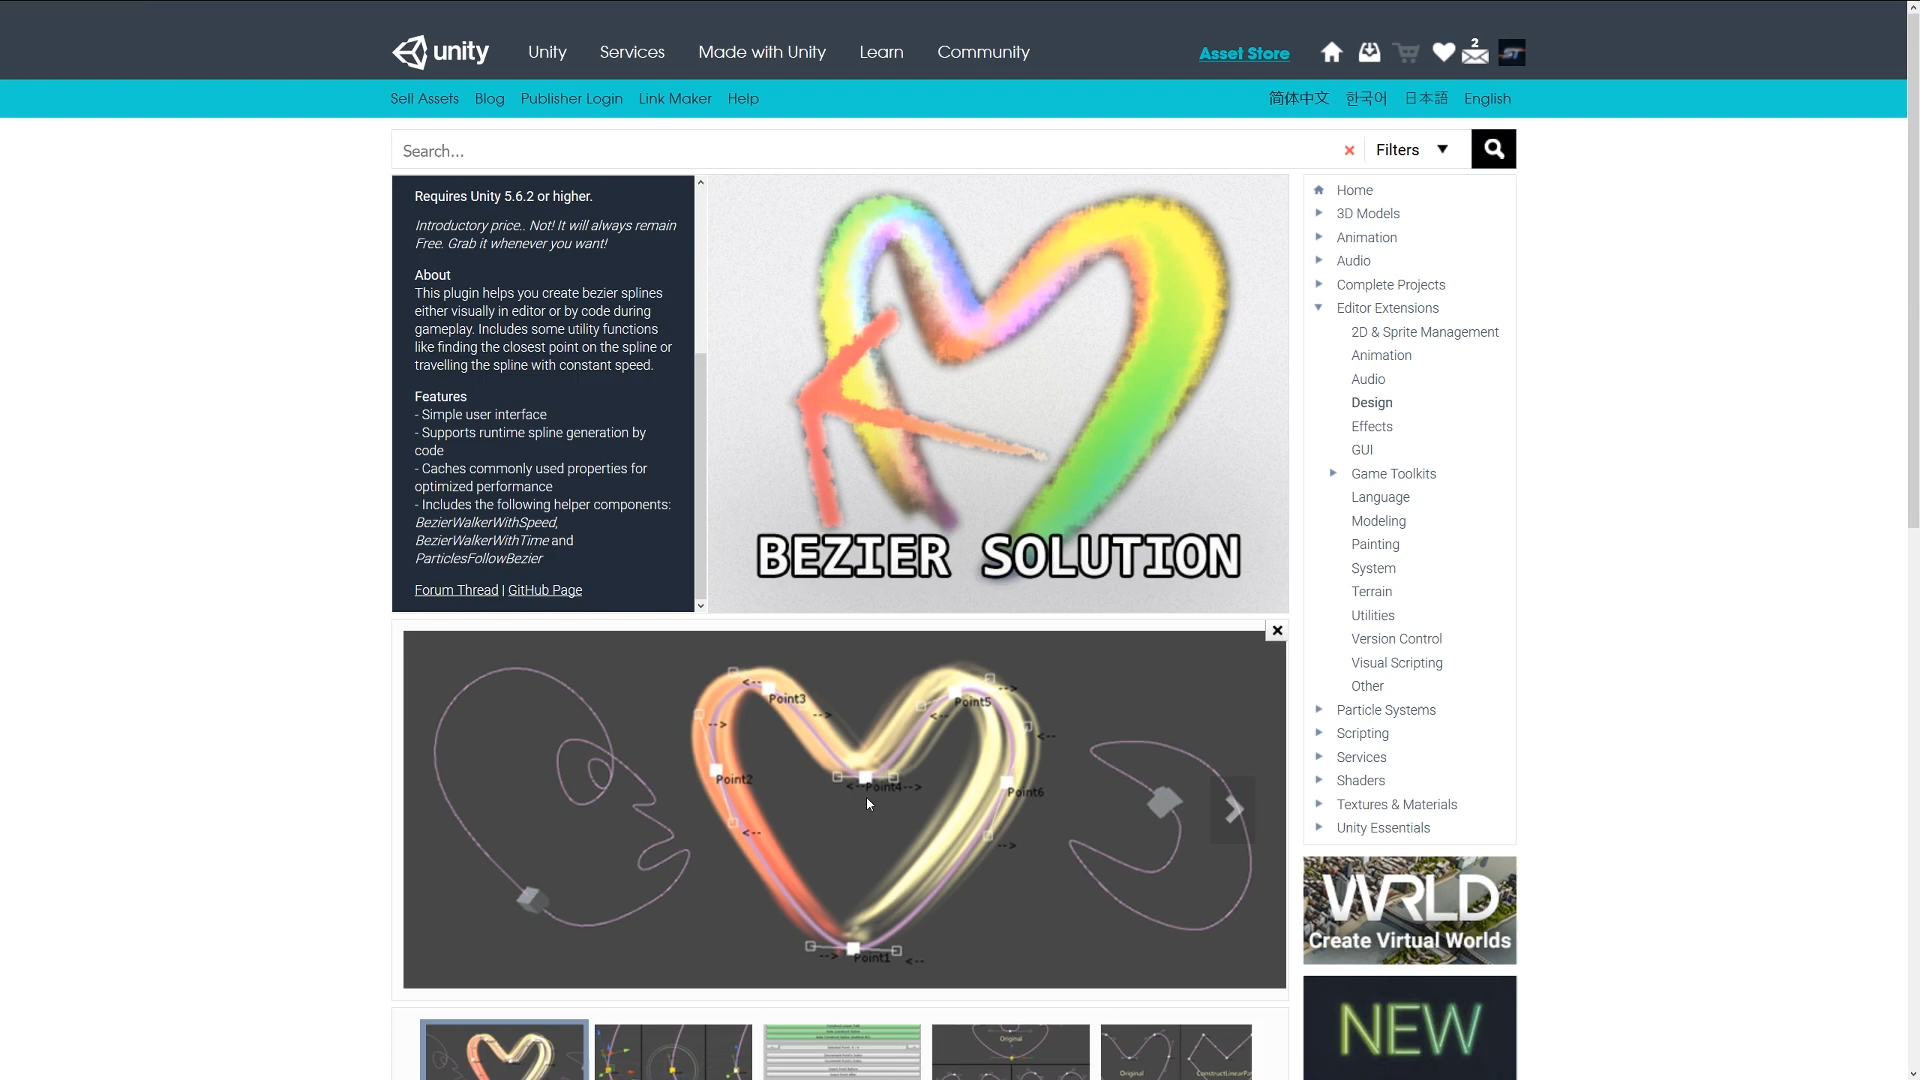 unity
Unity
Services
Made with Unity
Learn
Community
Asset Store
2
ST
Sell Assets
Blog
Publisher Login
Link Maker
Help
简体中文
한국어
日本語
English
Search...
Filters
Requires Unity 5.6.2 or higher.
Introductory price.. Not! It will always remain
Free. Grab it whenever you want!
About
This plugin helps you create bezier splines
either visually in editor or by code during
gameplay. Includes some utility functions
like finding the closest point on the spline or
travelling the spline with constant speed.
Features
- Simple user interface
- Supports runtime spline generation by
code
- Caches commonly used properties for
optimized performance
- Includes the following helper components:
BezierWalkerWithSpeed,
BezierWalkerWithTime and
ParticlesFollowBezier
Forum Thread | GitHub Page
BEZIER SOLUTION
Home
3D Models
Animation
Audio
Complete Projects
Editor Extensions
2D & Sprite Management
Animation
Audio
Design
Effects
GUI
Game Toolkits
Language
Modeling
Painting
System
Terrain
Utilities
Version Control
Visual Scripting
Other
Particle Systems
Scripting
Services
Shaders
Textures & Materials
Unity Essentials
Point3
Point5
Point2
<--Point4-->
Point6
Point1
WRLD
Create Virtual Worlds
NEW
Original
Original